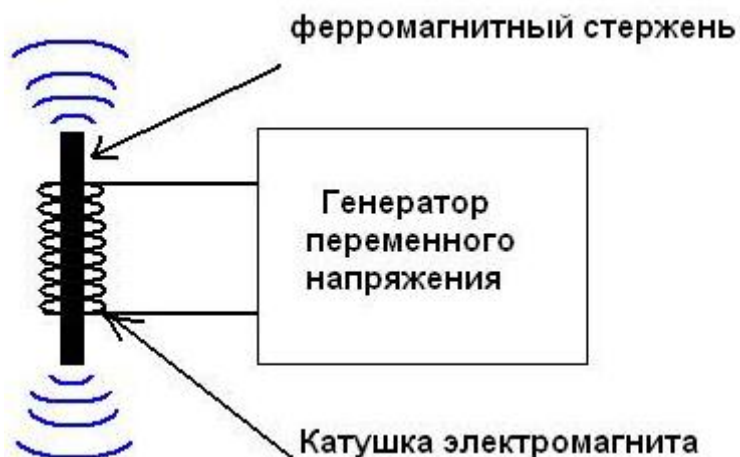 ферромагнитный стержень
Генератор
переменного
напряжения
Катушка электромагнита